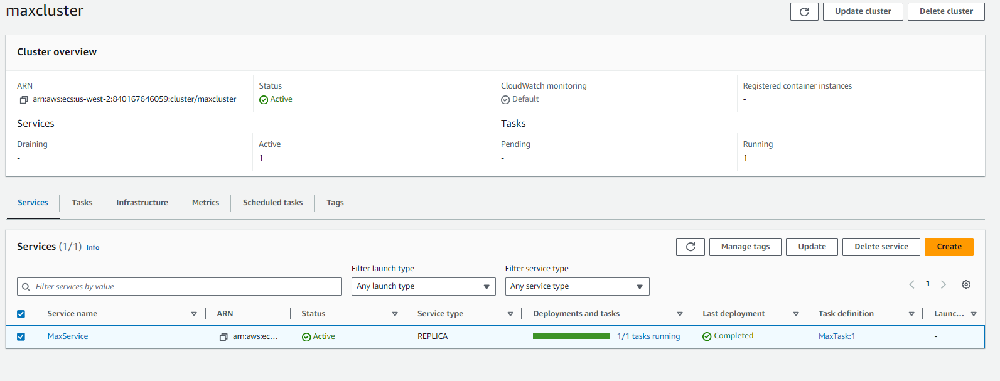 maxcluster
Update cluster
Delete cluster
Cluster overview
ARN
Status
CloudWatch monitoring
Registered container instances
arn:aws:ecs:us-west-2:840167646059:cluster/maxcluster
Active
Default
-
Services
Tasks
Draining
Active
Pending
Running
-
1
-
1
Services
Tasks
Infrastructure
Metrics
Scheduled tasks
Tags
Services (1/1) Info
Manage tags
Update
Delete service
Create
Filter launch type
Filter service type
Filter services by value
Any launch type
Any service type
1
Service name
ARN
Status
Service type
Deployments and tasks
Last deployment
Task definition
Launc...
MaxService
arn:aws:ec...
Active
REPLICA
1/1 tasks running
Completed
MaxTask:1
-